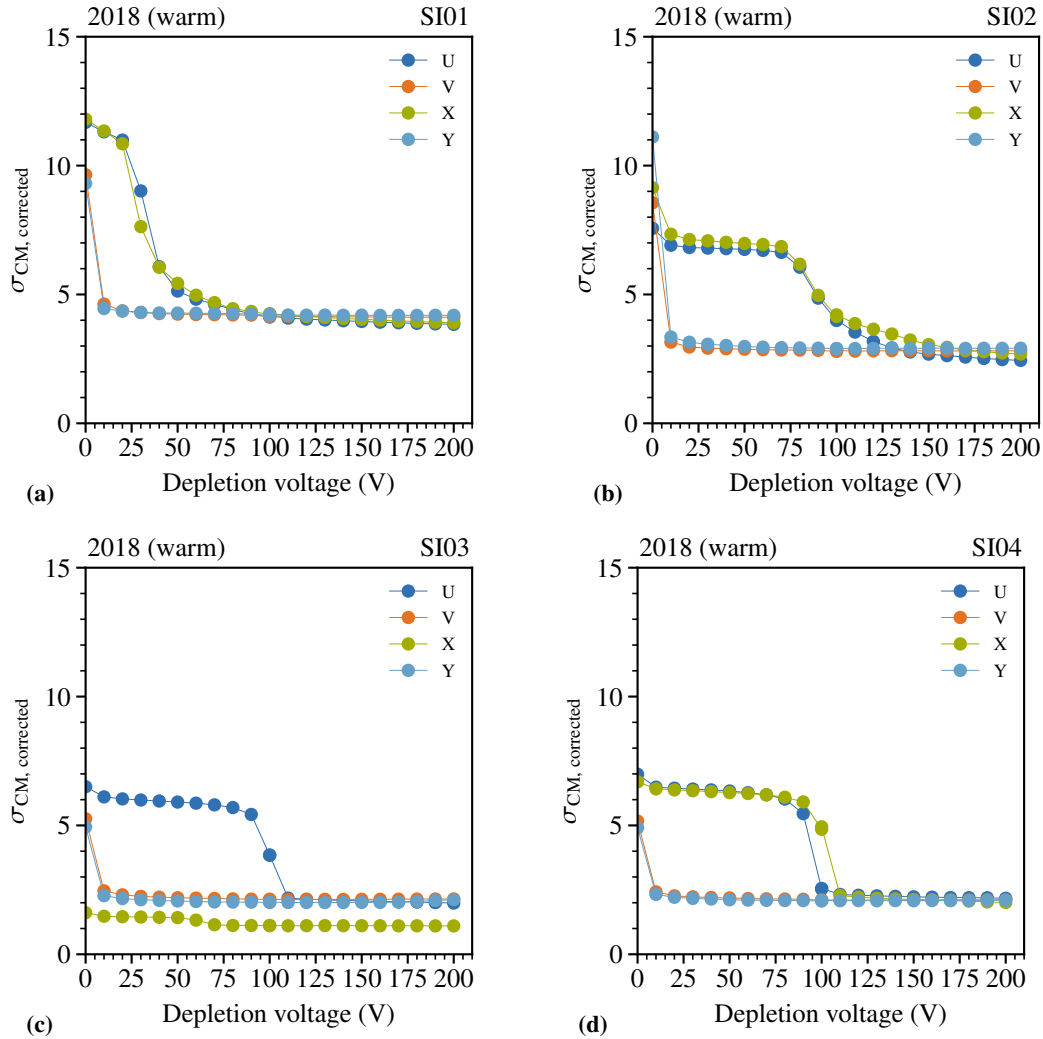 2018 (warm) SI01
15
10
5
0
σCM, corrected
U
V
X
Y
0 25 50 75 100 125 150 175 200
Depletion voltage (V)
(a)
2018 (warm) SI02
15
10
5
0
σCM, corrected
U
V
X
Y
0 25 50 75 100 125 150 175 200
Depletion voltage (V)
(b)
2018 (warm) SI03
15
10
5
0
σCM, corrected
U
V
X
Y
0 25 50 75 100 125 150 175 200
Depletion voltage (V)
(c)
2018 (warm) SI04
15
10
5
0
σCM, corrected
U
V
X
Y
0 25 50 75 100 125 150 175 200
Depletion voltage (V)
(d)